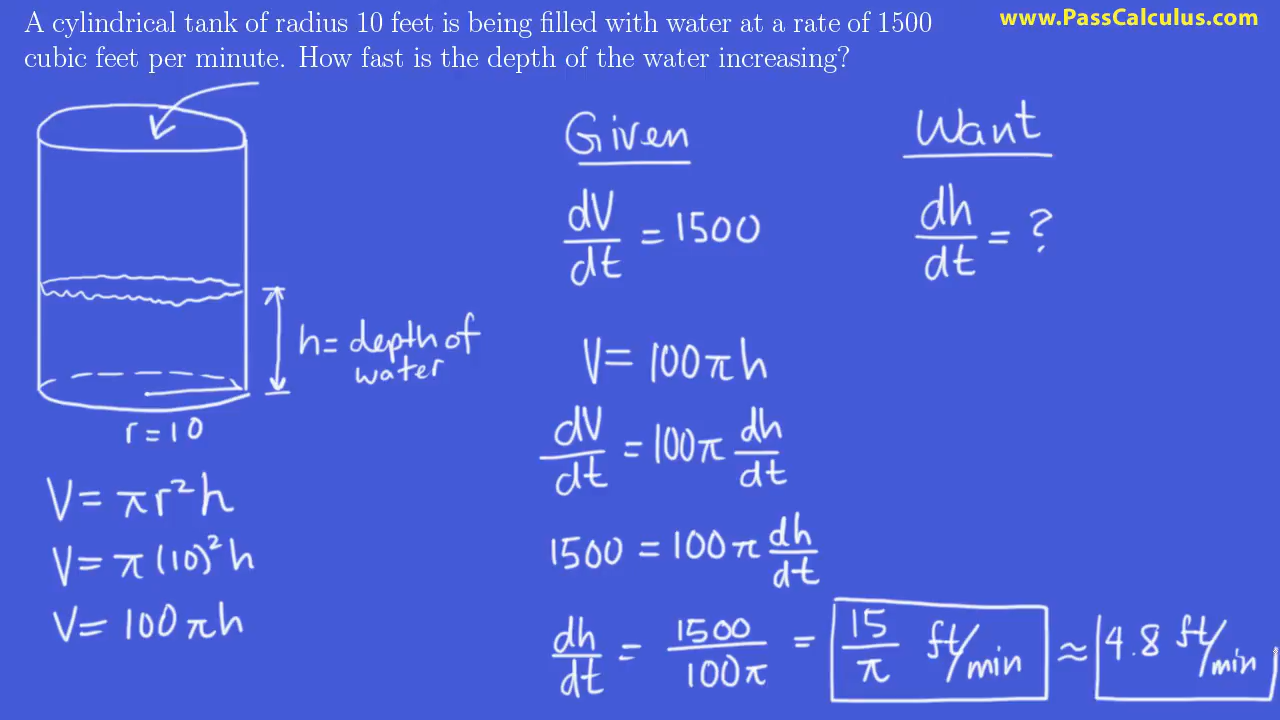 A cylindrical tank of radius 10 feet is being filled with water at a rate of 1500
cubic feet per minute. How fast is the depth of the water increasing?
www.PassCalculus.com
h = depth of
water
r = 10
V = πr²h
V = π(10)²h
V = 100πh
Given
dV/dt = 1500
Want
dh/dt = ?
V = 100πh
dV/dt = 100π dh/dt
1500 = 100π dh/dt
dh/dt = 1500/100π = 15/π ft/min ≈ 4.8 ft/min